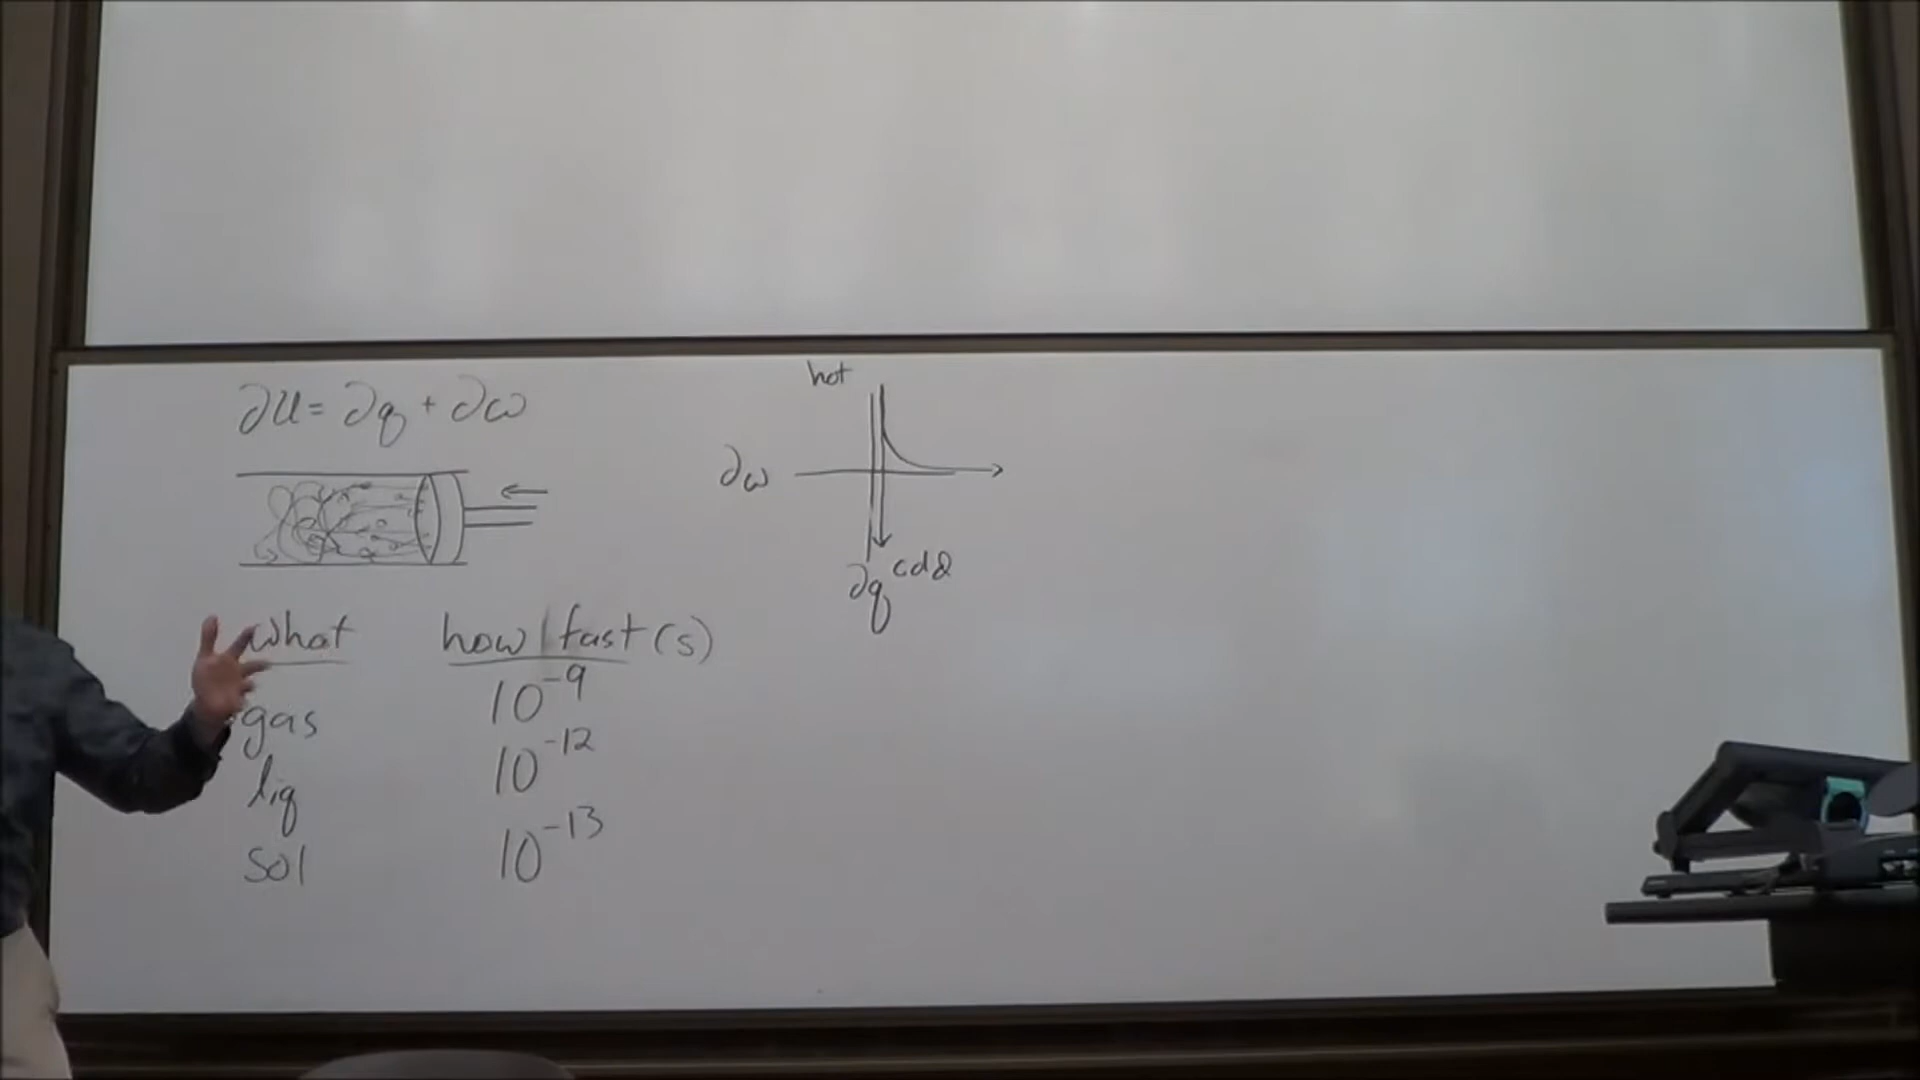 ∂U = ∂q + ∂w
hot
∂w
cold
∂q
what how fast (s)
gas 10⁻⁹
liq 10⁻¹²
sol 10⁻¹³